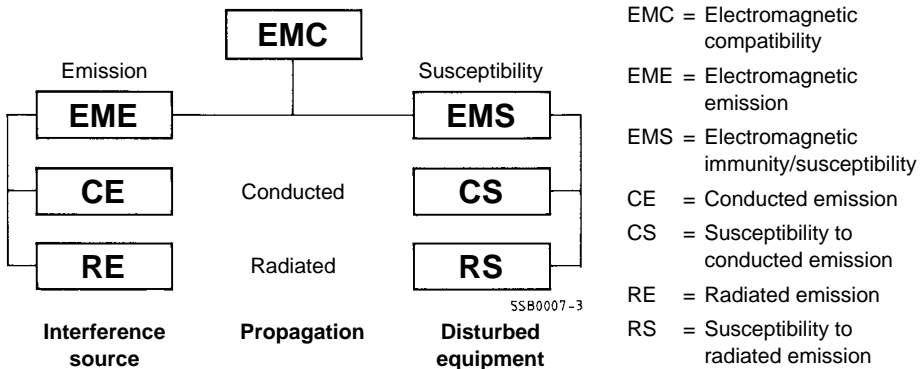 EMC
Emission
Susceptibility
EME
EMS
CE
Conducted
CS
RE
Radiated
RS
SSB0007-3
Interference
source
Propagation
Disturbed
equipment
EMC = Electromagnetic
compatibility
EME = Electromagnetic
emission
EMS = Electromagnetic
immunity/susceptibility
CE = Conducted emission
CS = Susceptibility to
conducted emission
RE = Radiated emission
RS = Susceptibility to
radiated emission